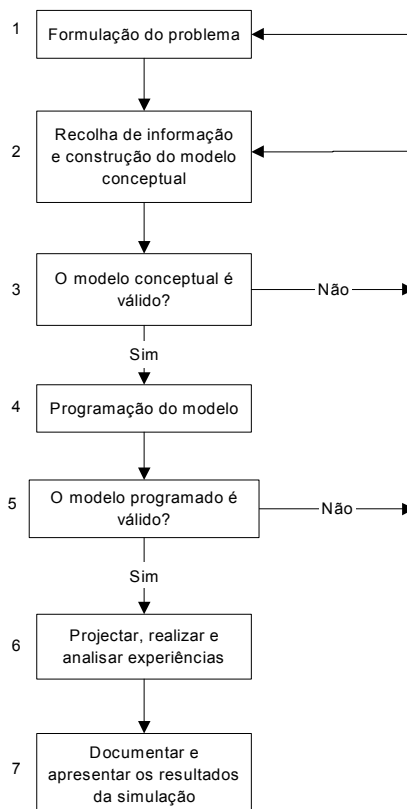 1
Formulação do problema
2
Recolha de informação
e construção do modelo
conceptual
3
O modelo conceptual é
válido?
Não
Sim
4
Programação do modelo
5
O modelo programado é
válido?
Não
Sim
6
Projectar, realizar e
analisar experiências
7
Documentar e
apresentar os resultados
da simulação